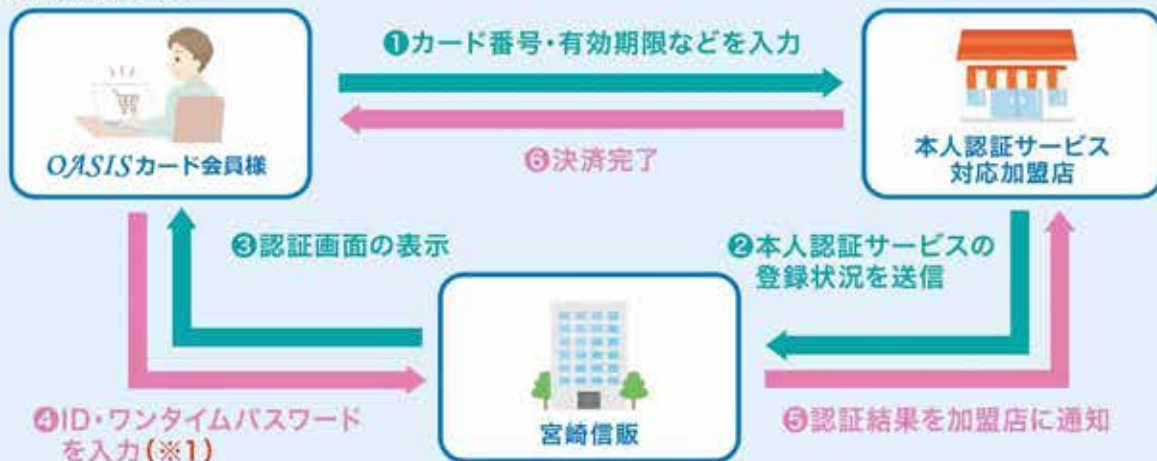 ❶カード番号・有効期限などを入力
OASISカード会員様
❻決済完了
本人認証サービス
対応加盟店
❸認証画面の表示
❷本人認証サービスの
登録状況を送信
❹ID・ワンタイムパスワード
を入力(※1)
宮崎信販
❺認証結果を加盟店に通知